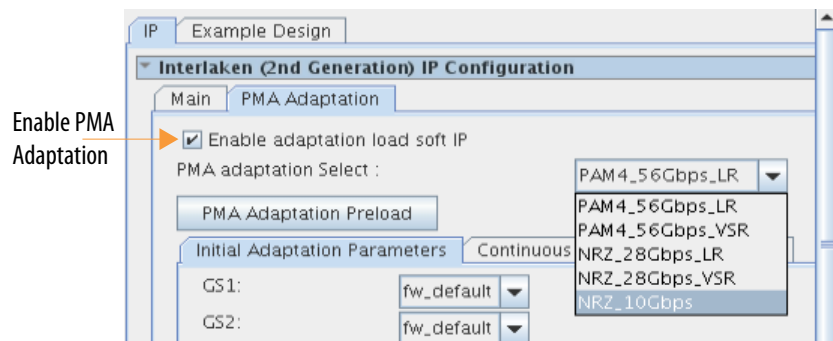 IP Example Design
Interlaken (2nd Generation) IP Configuration
Main PMA Adaptation
Enable PMA
Adaptation
Enable adaptation load soft IP
PMA adaptation Select :
PAM4_56Gbps_LR
PMA Adaptation Preload
PAM4_56Gbps_LR
PAM4_56Gbps_VSR
NRZ_28Gbps_LR
NRZ_28Gbps_VSR
NRZ_10Gbps
Initial Adaptation Parameters Continuous
GS1: fw_default
GS2: fw_default